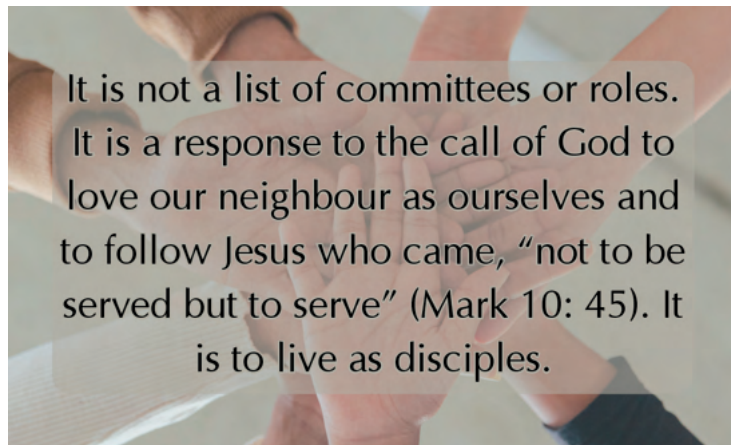 It is not a list of committees or roles.
It is a response to the call of God to
love our neighbour as ourselves and
to follow Jesus who came, “not to be
served but to serve” (Mark 10: 45). It
is to live as disciples.